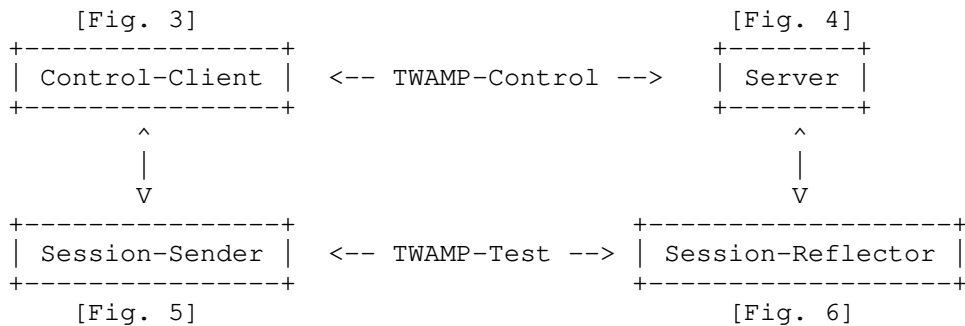 [Fig. 3] [Fig. 4]
+----------------+ +--------+
| Control-Client | <-- TWAMP-Control --> | Server |
+----------------+ +--------+
^ ^
| |
V V
+----------------+ +-------------------+
| Session-Sender | <-- TWAMP-Test --> | Session-Reflector |
+----------------+ +-------------------+
[Fig. 5] [Fig. 6]